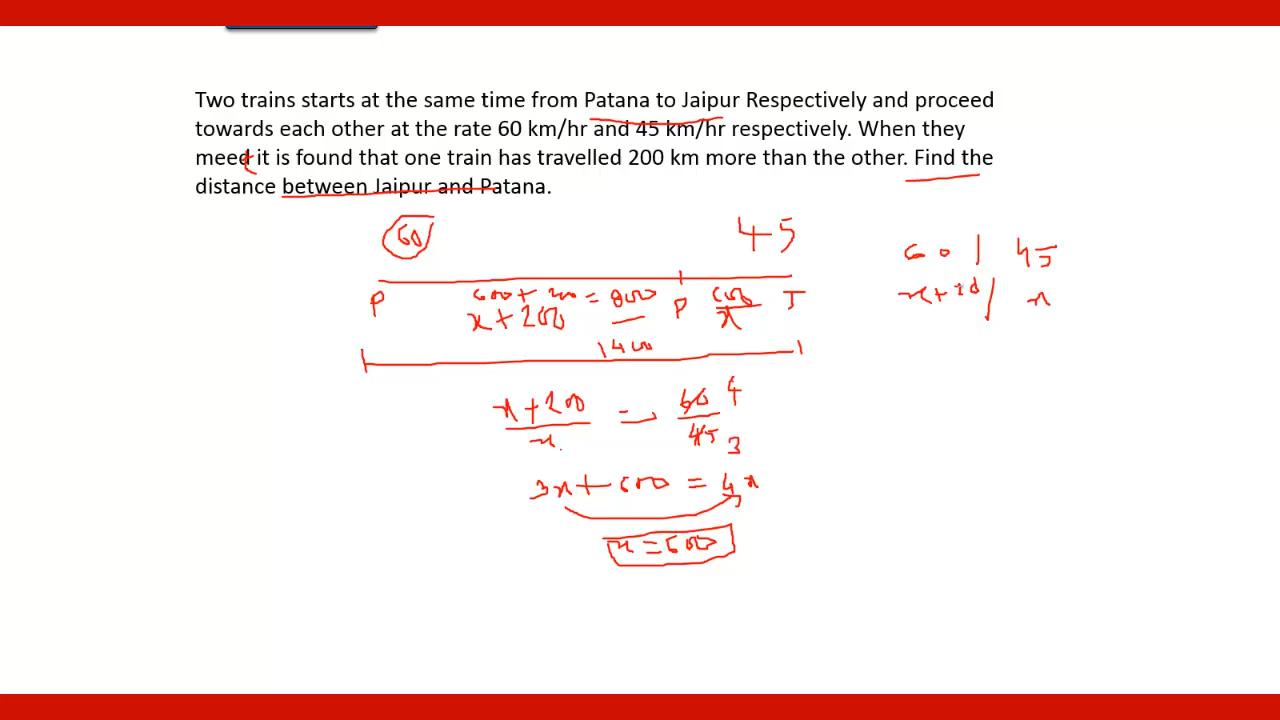 Two trains starts at the same time from Patana to Jaipur Respectively and proceed
towards each other at the rate 60 km/hr and 45 km/hr respectively. When they
meet it is found that one train has travelled 200 km more than the other. Find the
distance between Jaipur and Patana.
60 45
60 | 45
600 + 200 = 800 600
x + 200 / x
P x + 200 P x J
1400
x + 200 = 60 4
x 45 3
3x + 600 = 4x
x = 600